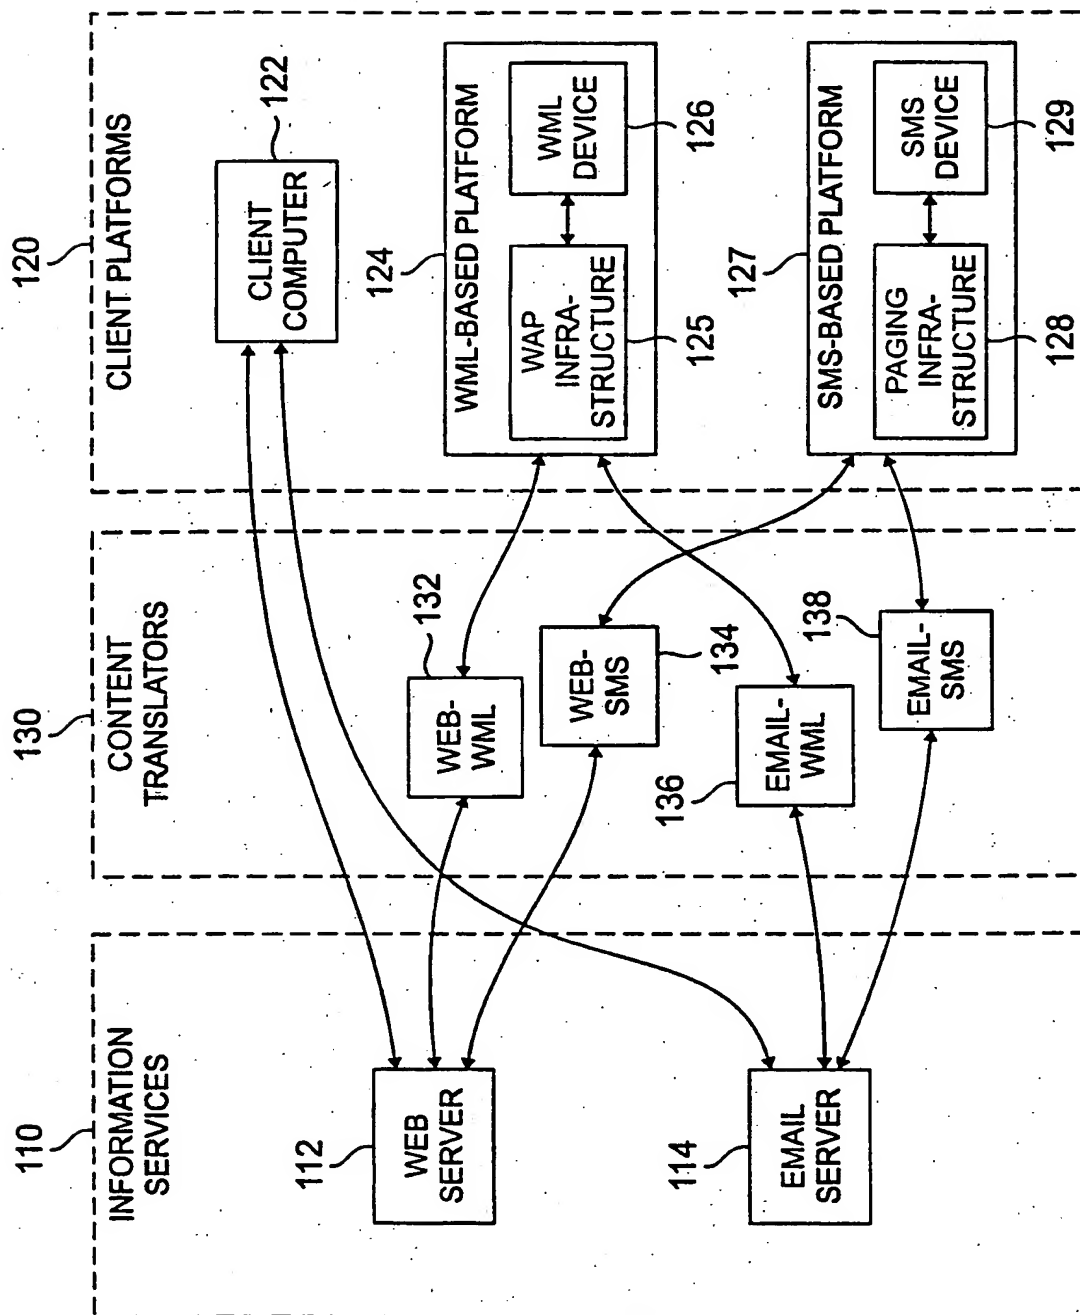 110
INFORMATION
SERVICES
112
WEB
SERVER
114
EMAIL
SERVER
130
CONTENT
TRANSLATORS
132
WEB-
WML
WEB-
SMS
134
136
EMAIL-
WML
138
EMAIL-
SMS
120
CLIENT PLATFORMS
122
CLIENT
COMPUTER
124
WML-BASED PLATFORM
WAP
INFRA-
STRUCTURE
125
WML
DEVICE
126
127
SMS-BASED PLATFORM
PAGING
INFRA-
STRUCTURE
128
SMS
DEVICE
129